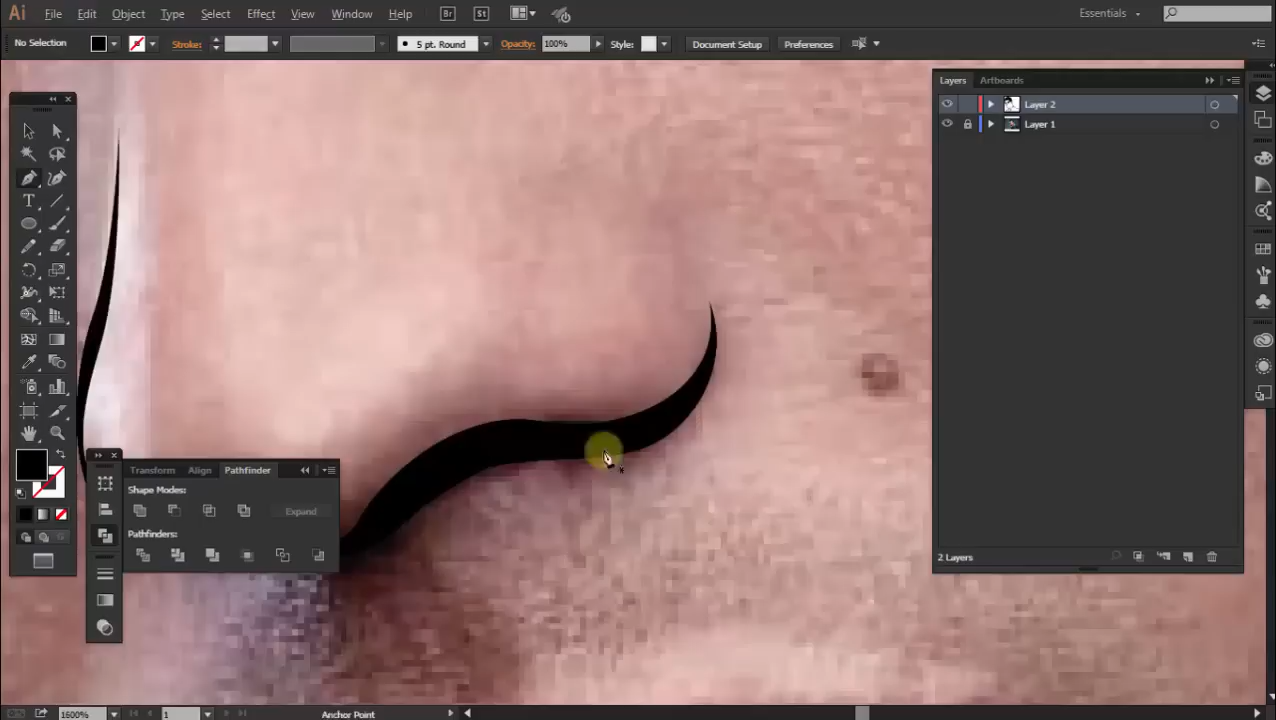 Ai File Edit Object Type Select Effect View Window Help Br St Essentials
No Selection Stroke: 5 pt. Round Opacity: 100% Style: Document Setup Preferences
Layers Artboards
Layer 2
Layer 1
T
Transform Align Pathfinder
Shape Modes:
Expand
Pathfinders:
2 Layers
1600% 1 Anchor Point